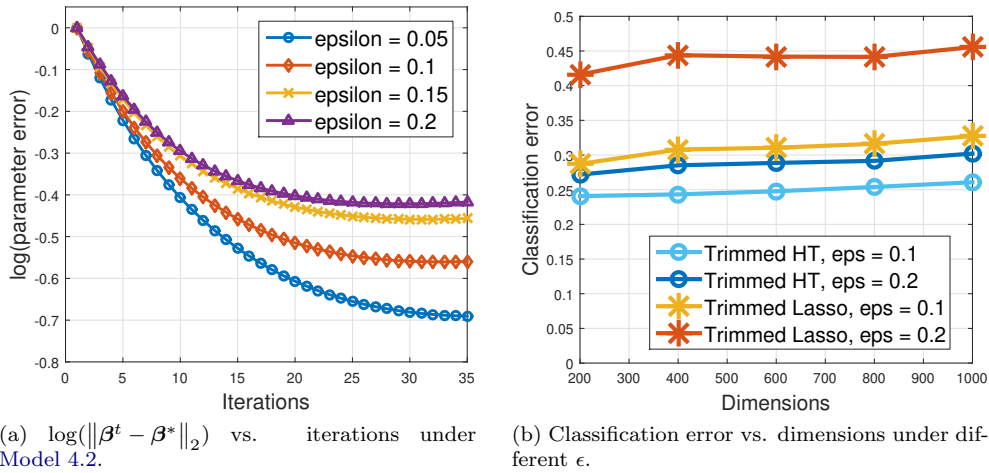 0
-0.1
-0.2
-0.3
-0.4
-0.5
-0.6
-0.7
-0.8
0 5 10 15 20 25 30 35
log(parameter error)
Iterations
epsilon = 0.05
epsilon = 0.1
epsilon = 0.15
epsilon = 0.2
(a) log(‖β^t − β*‖₂) vs. iterations under
Model 4.2.
0.5
0.45
0.4
0.35
0.3
0.25
0.2
0.15
0.1
0.05
0
200 300 400 500 600 700 800 900 1000
Classification error
Dimensions
Trimmed HT, eps = 0.1
Trimmed HT, eps = 0.2
Trimmed Lasso, eps = 0.1
Trimmed Lasso, eps = 0.2
(b) Classification error vs. dimensions under dif-
ferent ϵ.